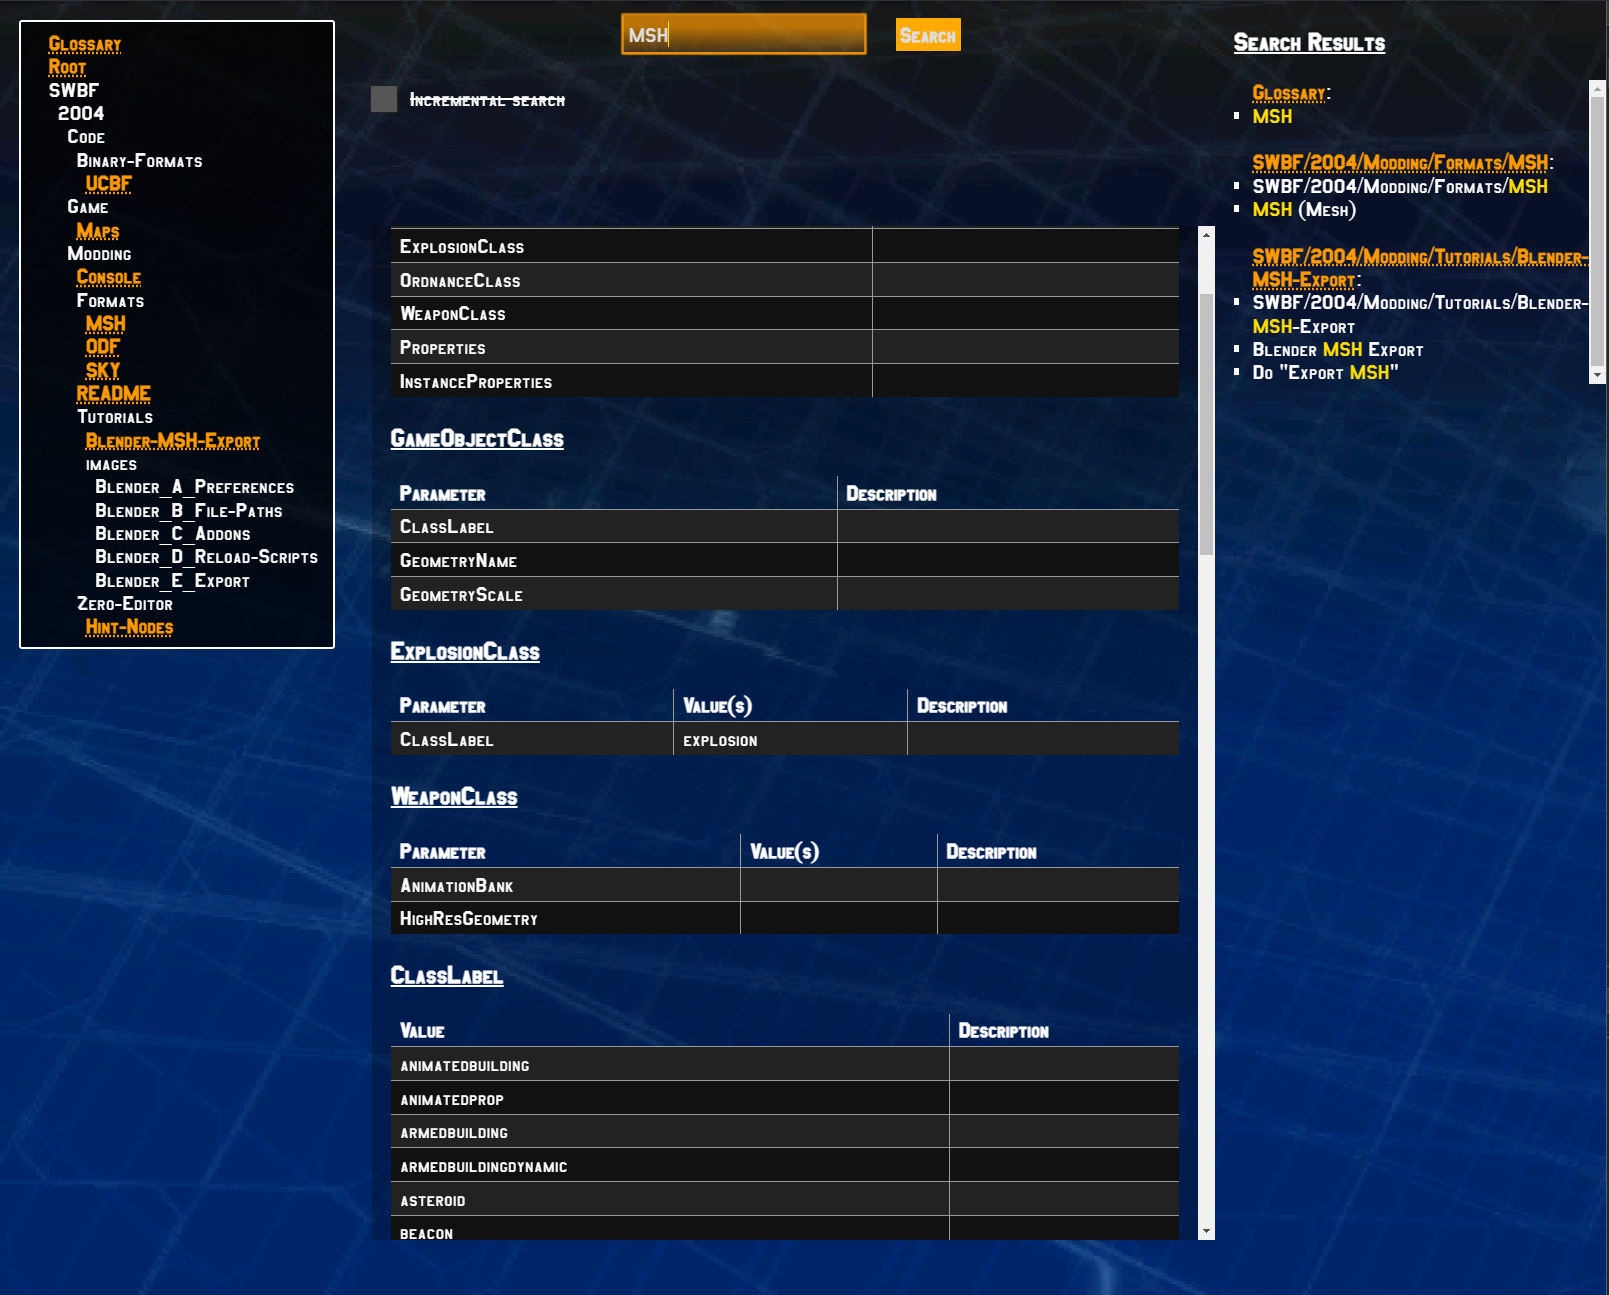 Glossary
Root
SWBF
2004
Code
Binary-Formats
UCBF
Game
Maps
Modding
Console
Formats
MSH
ODF
SKY
README
Tutorials
Blender-MSH-Export
images
Blender_A_Preferences
Blender_B_File-Paths
Blender_C_Addons
Blender_D_Reload-Scripts
Blender_E_Export
Zero-Editor
Hint-Nodes
MSH
Search
Incremental search
ExplosionClass
OrdnanceClass
WeaponClass
Properties
InstanceProperties
GameObjectClass
Parameter Description
ClassLabel
GeometryName
GeometryScale
ExplosionClass
Parameter Value(s) Description
ClassLabel explosion
WeaponClass
Parameter Value(s) Description
AnimationBank
HighResGeometry
ClassLabel
Value Description
animatedbuilding
animatedprop
armedbuilding
armedbuildingdynamic
asteroid
beacon
Search Results
Glossary:
MSH
SWBF/2004/Modding/Formats/MSH:
SWBF/2004/Modding/Formats/MSH
MSH (Mesh)
SWBF/2004/Modding/Tutorials/Blender-
MSH-Export:
SWBF/2004/Modding/Tutorials/Blender-
MSH-Export
Blender MSH Export
Do "Export MSH"